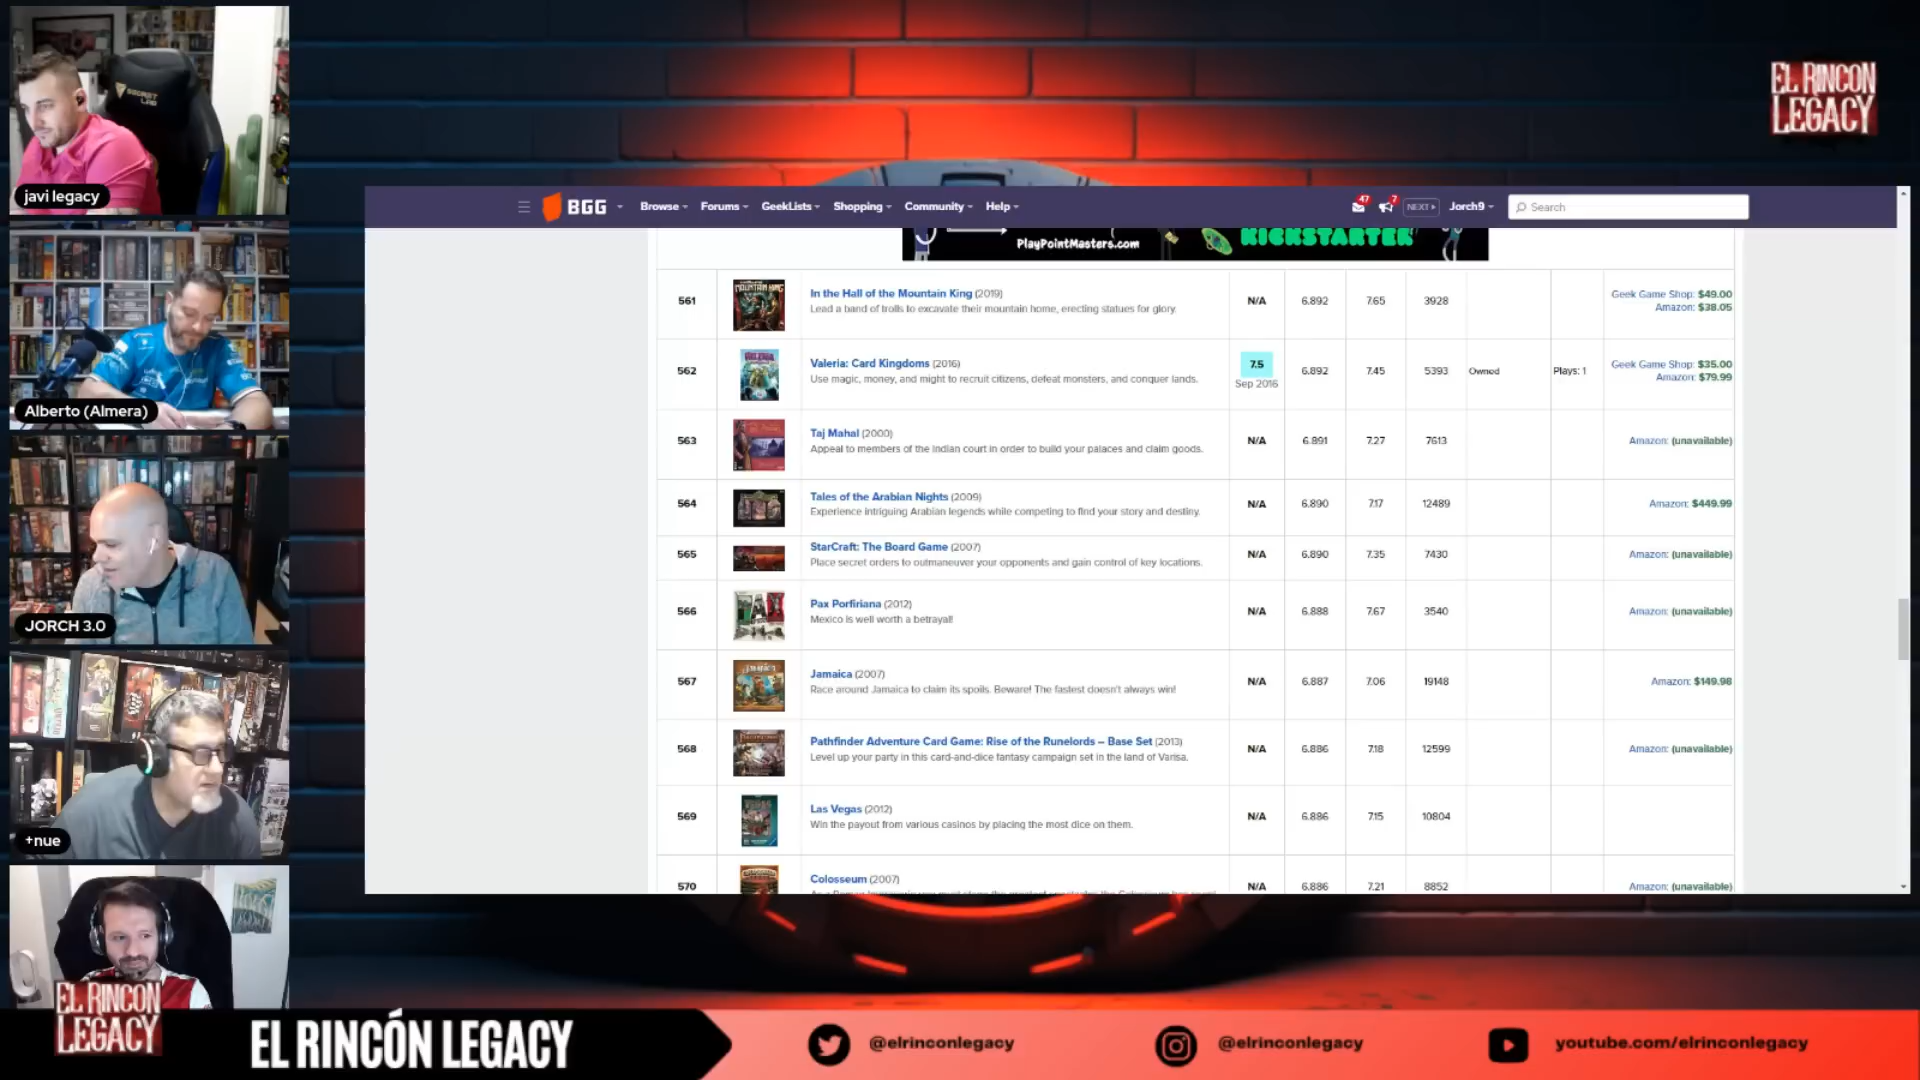 javi legacy
Alberto (Almera)
JORCH 3.0
+nue
EL RINCON
LEGACY
BGG
Browse
Forums
GeekLists
Shopping
Community
Help
47
7
NEXT
Jorch9
Search
PlayPointMasters.com
KICKSTARTER
561
In the Hall of the Mountain King (2019)
Lead a band of trolls to excavate their mountain home, erecting statues for glory.
N/A
6.892
7.65
3928
Geek Game Shop: $49.00
Amazon: $38.05
562
Valeria: Card Kingdoms (2016)
Use magic, money, and might to recruit citizens, defeat monsters, and conquer lands.
7.5
Sep 2016
6.892
7.45
5393
Owned
Plays: 1
Geek Game Shop: $35.00
Amazon: $79.99
563
Taj Mahal (2000)
Appeal to members of the Indian court in order to build your palaces and claim goods.
N/A
6.891
7.27
7613
Amazon: (unavailable)
564
Tales of the Arabian Nights (2009)
Experience intriguing Arabian legends while competing to find your story and destiny.
N/A
6.890
7.17
12489
Amazon: $449.99
565
StarCraft: The Board Game (2007)
Place secret orders to outmaneuver your opponents and gain control of key locations.
N/A
6.890
7.35
7430
Amazon: (unavailable)
566
Pax Porfiriana (2012)
Mexico is well worth a betrayal!
N/A
6.888
7.67
3540
Amazon: (unavailable)
567
Jamaica (2007)
Race around Jamaica to claim its spoils. Beware! The fastest doesn't always win!
N/A
6.887
7.06
19148
Amazon: $149.98
568
Pathfinder Adventure Card Game: Rise of the Runelords – Base Set (2013)
Level up your party in this card-and-dice fantasy campaign set in the land of Varisa.
N/A
6.886
7.18
12599
Amazon: (unavailable)
569
Las Vegas (2012)
Win the payout from various casinos by placing the most dice on them.
N/A
6.886
7.15
10804
570
Colosseum (2007)
N/A
6.886
7.21
8852
Amazon: (unavailable)
EL RINCON
LEGACY
EL RINCÓN LEGACY
@elrinconlegacy
@elrinconlegacy
youtube.com/elrinconlegacy